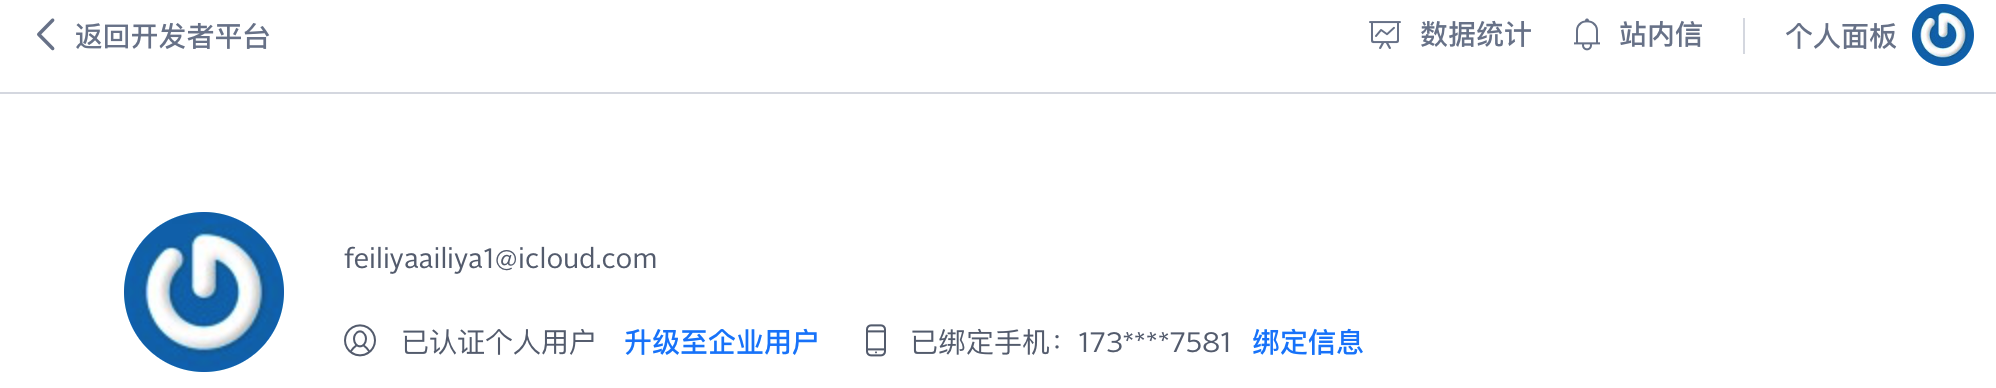 返回开发者平台 数据统计 站内信 个人面板
feiliyaailiya1@icloud.com
已认证个人用户 升级至企业用户 已绑定手机：173****7581 绑定信息